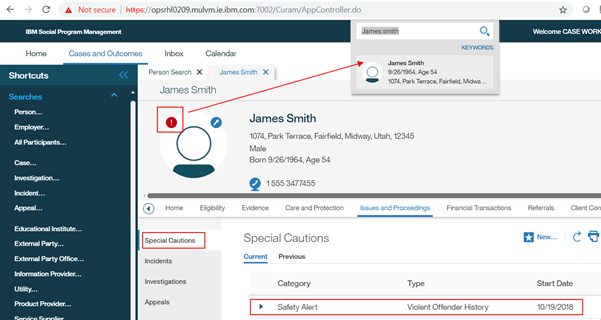 Not secure | https://opsrhl0209.mulvm.ie.ibm.com:7002/Curam/AppController.do
IBM Social Program Management
Welcome CASE WORK
James smith
KEYWORDS
James Smith
9/26/1964, Age 54
1074, Park Terrace, Fairfield, Midwa...
Home
Cases and Outcomes
Inbox
Calendar
Shortcuts
Searches
Person...
Employer...
All Participants...
Case...
Investigation...
Incident...
Appeal...
Educational Institute...
External Party...
External Party Office...
Information Provider...
Utility...
Product Provider...
Service Supplier
Person Search
James Smith
James Smith
James Smith
1074, Park Terrace, Fairfield, Midway, Utah, 12345
Male
Born 9/26/1964, Age 54
1 555 3477455
Home
Eligibility
Evidence
Care and Protection
Issues and Proceedings
Financial Transactions
Referrals
Client Con
Special Cautions
Incidents
Investigations
Appeals
Special Cautions
New...
Current
Previous
Category
Type
Start Date
Safety Alert
Violent Offender History
10/19/2018